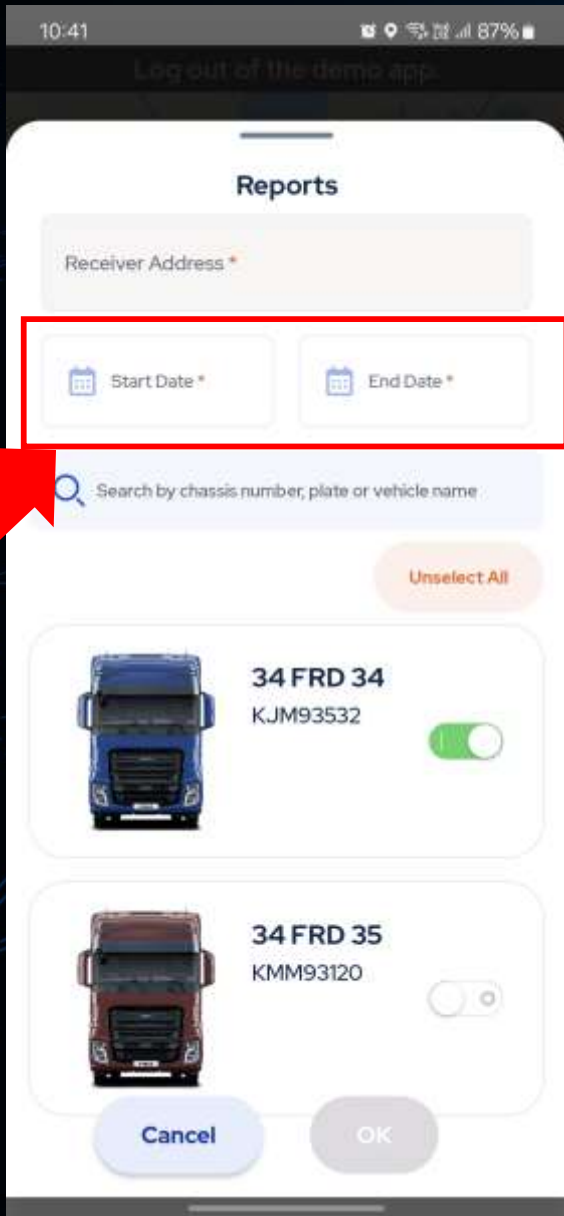 10:41
87%
Log out of the demo app.
Reports
Receiver Address *
Start Date *
End Date *
Search by chassis number, plate or vehicle name
Unselect All
34 FRD 34
KJM93532
34 FRD 35
KMM93120
Cancel
OK